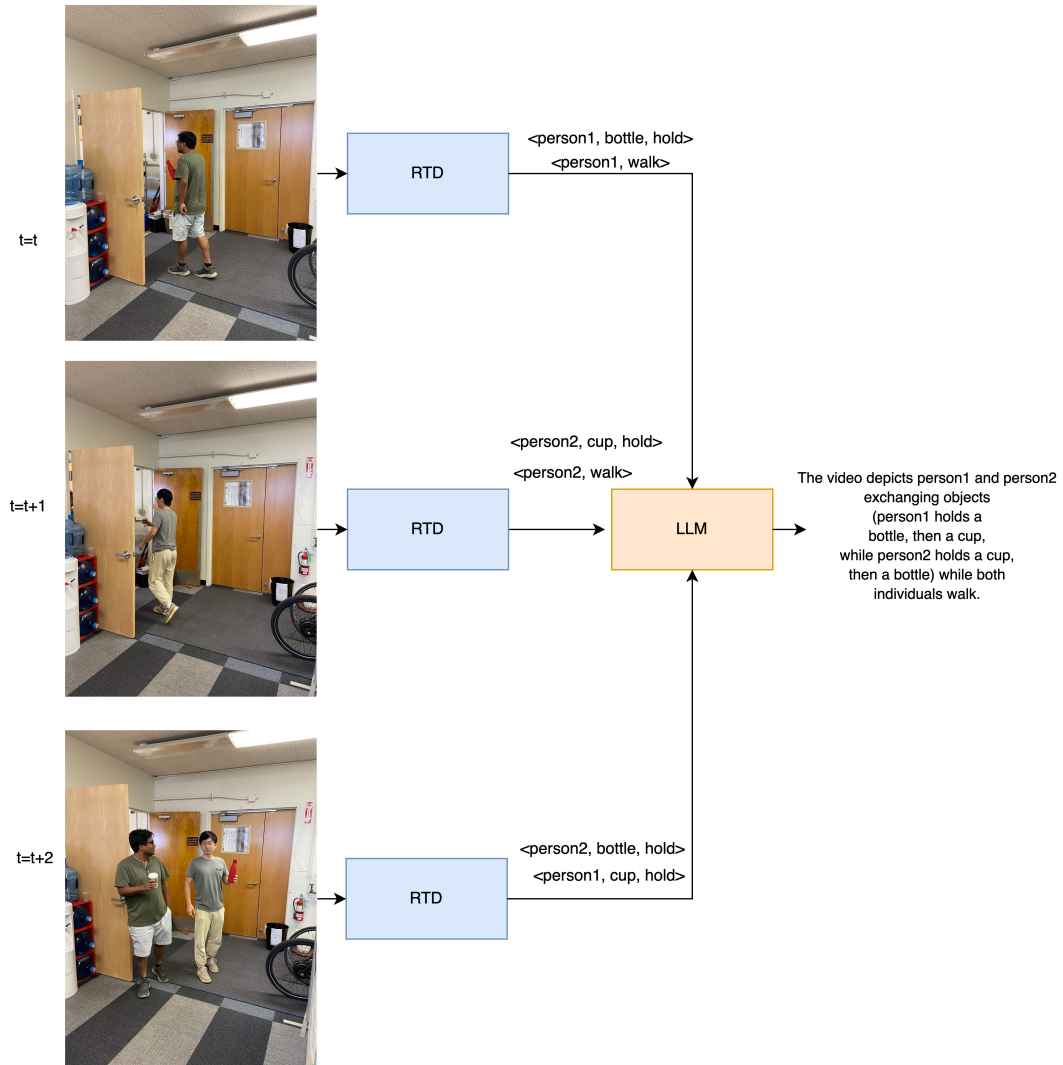 t=t
RTD
<person1, bottle, hold>
<person1, walk>
t=t+1
RTD
<person2, cup, hold>
<person2, walk>
LLM
The video depicts person1 and person2
exchanging objects
(person1 holds a
bottle, then a cup,
while person2 holds a cup,
then a bottle) while both
individuals walk.
t=t+2
RTD
<person2, bottle, hold>
<person1, cup, hold>